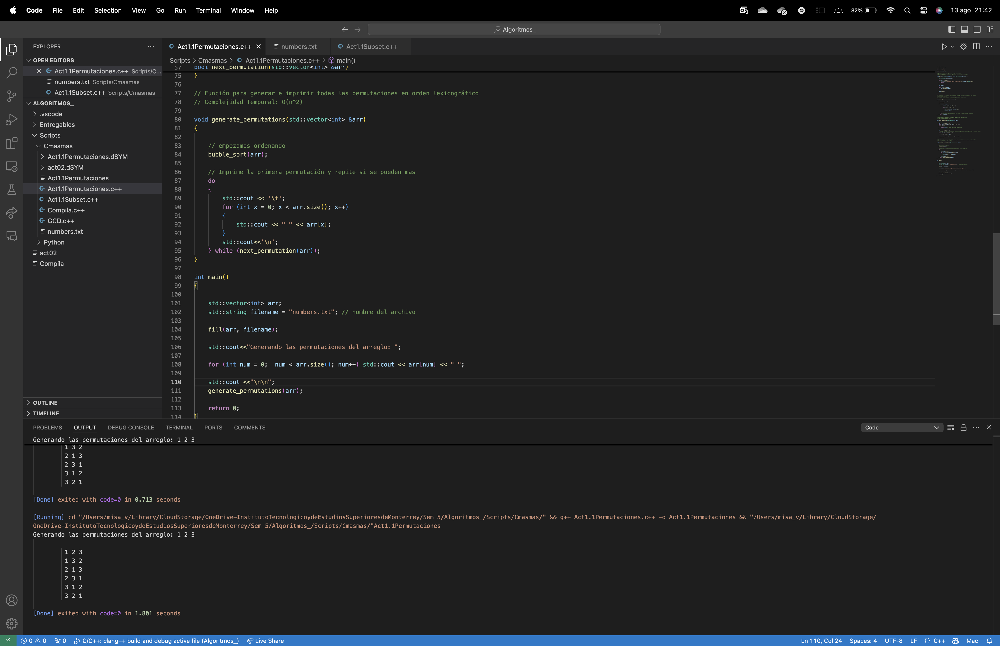 Code File Edit Selection View Go Run Terminal Window Help 32% 13 ago 21:42
Algoritmos_
EXPLORER
OPEN EDITORS
Act1.1Permutaciones.c++ Scripts/C...
numbers.txt Scripts/Cmasmas
Act1.1Subset.c++ Scripts/Cmasmas
ALGORITMOS_
.vscode
Entregables
Scripts
Cmasmas
Act1.1Permutaciones.dSYM
act02.dSYM
Act1.1Permutaciones
Act1.1Permutaciones.c++
Act1.1Subset.c++
Compila.c++
GCD.c++
numbers.txt
Python
act02
Compila
OUTLINE
TIMELINE
Act1.1Permutaciones.c++ numbers.txt Act1.1Subset.c++
Scripts > Cmasmas > Act1.1Permutaciones.c++ > main()
57 bool next_permutation(std::vector<int> &arr)
75 }
76
77 // Función para generar e imprimir todas las permutaciones en orden lexicográfico
78 // Complejidad Temporal: O(n^2)
79
80 void generate_permutations(std::vector<int> &arr)
81 {
82
83 // empezamos ordenando
84 bubble_sort(arr);
85
86 // Imprime la primera permutación y repite si se pueden mas
87 do
88 {
89 std::cout << '\t';
90 for (int x = 0; x < arr.size(); x++)
91 {
92 std::cout << " " << arr[x];
93 }
94 std::cout<<'\n';
95 } while (next_permutation(arr));
96 }
97
98 int main()
99 {
100
101 std::vector<int> arr;
102 std::string filename = "numbers.txt"; // nombre del archivo
103
104 fill(arr, filename);
105
106 std::cout<<"Generando las permutaciones del arreglo: ";
107
108 for (int num = 0;  num < arr.size(); num++) std::cout << arr[num] << " ";
109
110 std::cout <<"\n\n";
111 generate_permutations(arr);
112
113 return 0;
114 }
PROBLEMS OUTPUT DEBUG CONSOLE TERMINAL PORTS COMMENTS Code
Generando las permutaciones del arreglo: 1 2 3
1 3 2
2 1 3
2 3 1
3 1 2
3 2 1
[Done] exited with code=0 in 0.713 seconds
[Running] cd "/Users/misa_v/Library/CloudStorage/OneDrive-InstitutoTecnologicoydeEstudiosSuperioresdeMonterrey/Sem 5/Algoritmos_/Scripts/Cmasmas/" && g++ Act1.1Permutaciones.c++ -o Act1.1Permutaciones && "/Users/misa_v/Library/CloudStorage/
OneDrive-InstitutoTecnologicoydeEstudiosSuperioresdeMonterrey/Sem 5/Algoritmos_/Scripts/Cmasmas/"Act1.1Permutaciones
Generando las permutaciones del arreglo: 1 2 3
1 2 3
1 3 2
2 1 3
2 3 1
3 1 2
3 2 1
[Done] exited with code=0 in 1.801 seconds
0 0 0 C/C++: clang++ build and debug active file (Algoritmos_) Live Share Ln 110, Col 24 Spaces: 4 UTF-8 LF {} C++ Mac